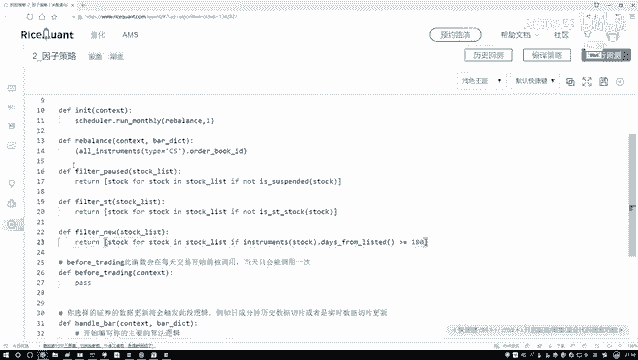 RiceQuant 量化 AMS 预约路演 帮助文档 社区
2_因子策略 历史回测 编译策略
浅色主题 默认快捷键
9
10 def init(context):
11 scheduler.run_monthly(rebalance,1)
12
13 def rebalance(context, bar_dict):
14 (all_instruments(type='CS').order_book_id)
15
16 def filter_paused(stock_list):
17 return [stock for stock in stock_list if not is_suspended(stock)]
18
19 def filter_st(stock_list):
20 return [stock for stock in stock_list if not is_st_stock(stock)]
21
22 def filter_new(stock_list):
23 return [stock for stock in stock_list if instruments(stock).days_from_listed() >= 180]
24
25 # before_trading此函数会在每天交易开始前被调用，当天只会被调用一次
26 def before_trading(context):
27 pass
28
29
30 # 你选择的证券的数据更新将会触发此段逻辑，例如日或分钟历史数据切片或者是实时数据切片更新
31 def handle_bar(context, bar_dict):
32 # 开始编写你的主要的算法逻辑